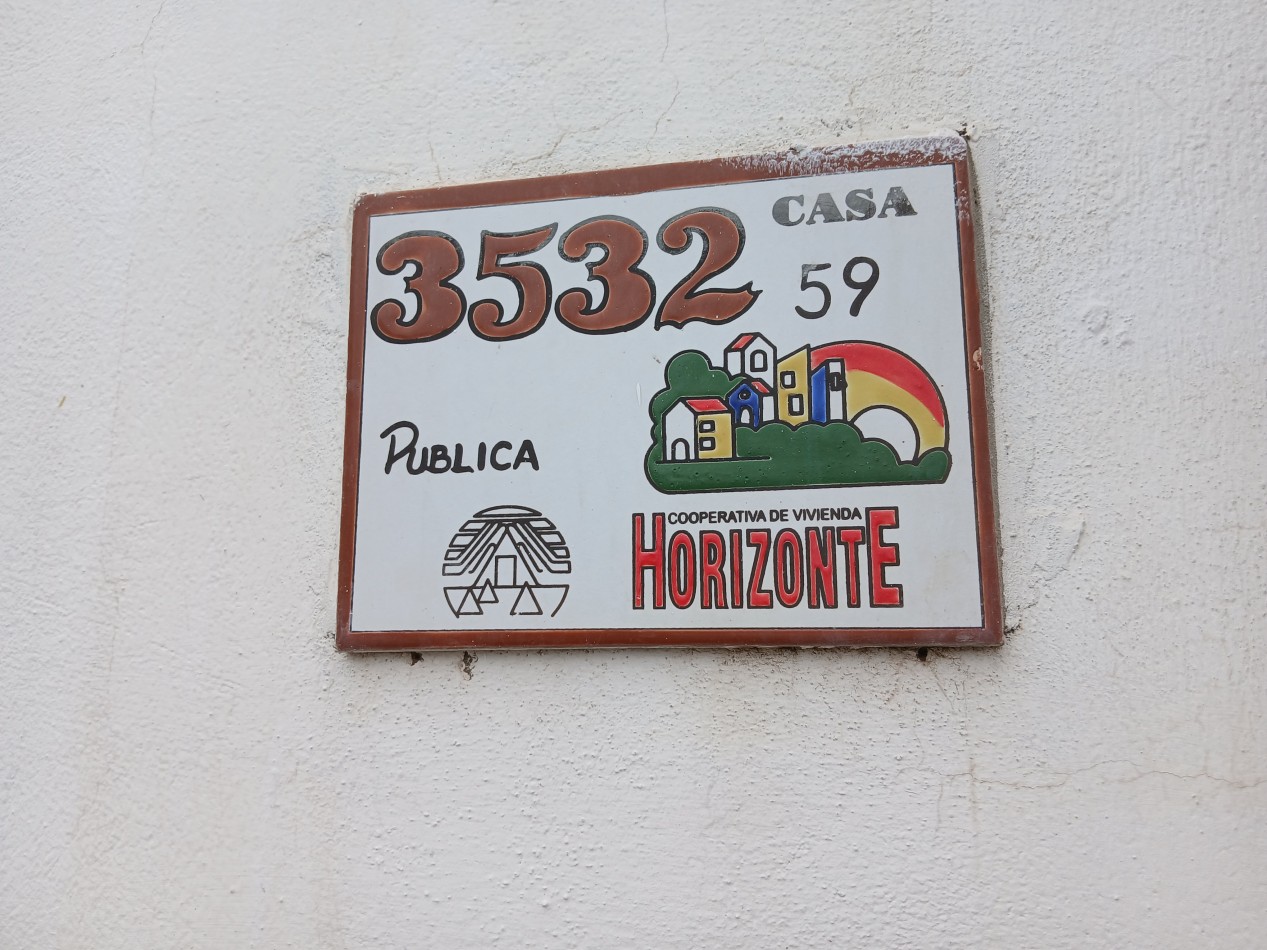 3532 CASA
59
PUBLICA
COOPERATIVA DE VIVIENDA
HORIZONTE